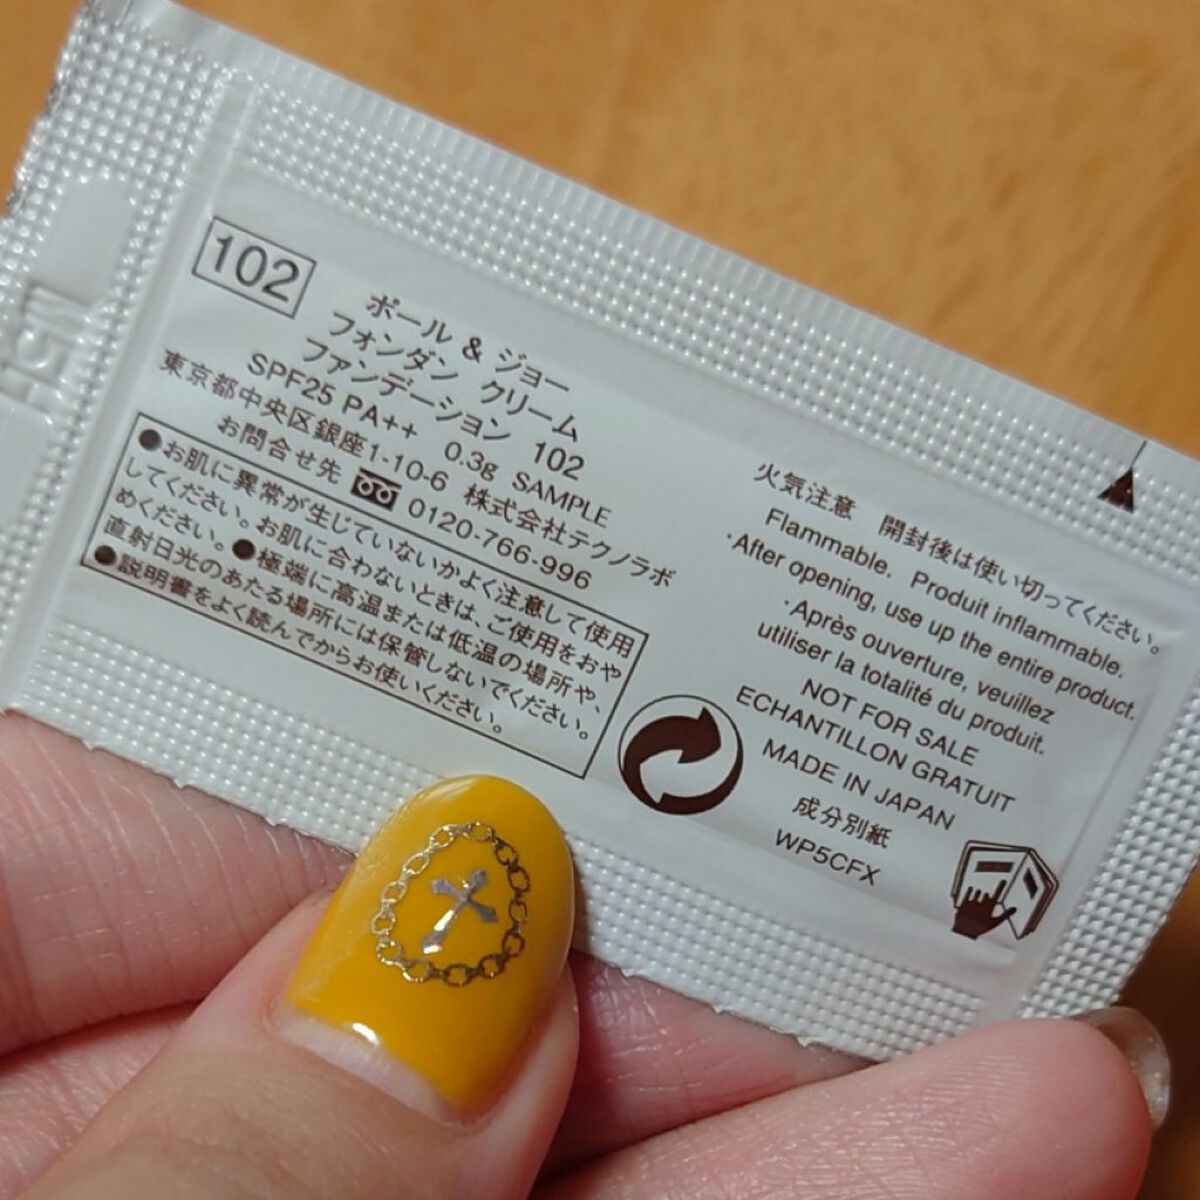 102
ポール & ジョー
フォンダン クリーム
ファンデーション 102
SPF25 PA++ 0.3g SAMPLE
東京都中央区銀座1-10-6 株式会社テクノラボ
お問合せ先 0120-766-996
●お肌に異常が生じていないかよく注意して使用
してください。お肌に合わないときは、ご使用をおや
めください。●極端に高温または低温の場所や、
直射日光のあたる場所には保管しないでください。
●説明書をよく読んでからお使いください。
火気注意 開封後は使い切ってください。
Flammable. Produit inflammable.
・After opening, use up the entire product.
・Après ouverture, veuillez
utiliser la totalité du produit.
NOT FOR SALE
ECHANTILLON GRATUIT
MADE IN JAPAN
成分別紙
WP5CFX